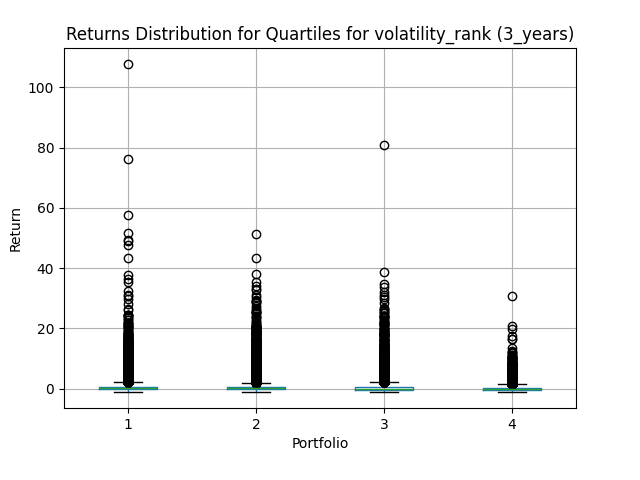 Returns Distribution for Quartiles for volatility_rank (3_years)
100
80
60
40
20
0
Return
1 2 3 4
Portfolio